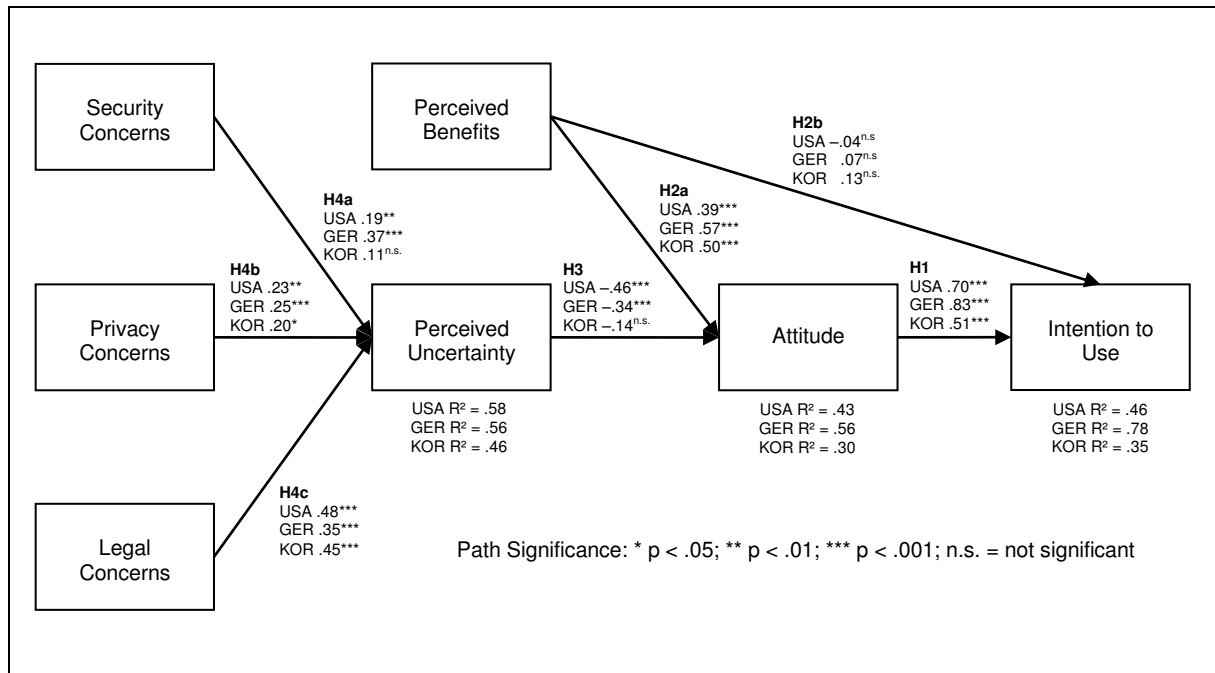 Security
Concerns
Perceived
Benefits
H2b
USA –.04n.s
GER .07n.s
KOR .13n.s.
H4a
USA .19**
GER .37***
KOR .11n.s.
H2a
USA .39***
GER .57***
KOR .50***
H4b
USA .23**
GER .25***
KOR .20*
H3
USA –.46***
GER –.34***
KOR –.14n.s.
H1
USA .70***
GER .83***
KOR .51***
Privacy
Concerns
Perceived
Uncertainty
Attitude
Intention to
Use
USA R² = .58
GER R² = .56
KOR R² = .46
USA R² = .43
GER R² = .56
KOR R² = .30
USA R² = .46
GER R² = .78
KOR R² = .35
H4c
USA .48***
GER .35***
KOR .45***
Legal
Concerns
Path Significance: * p < .05; ** p < .01; *** p < .001; n.s. = not significant